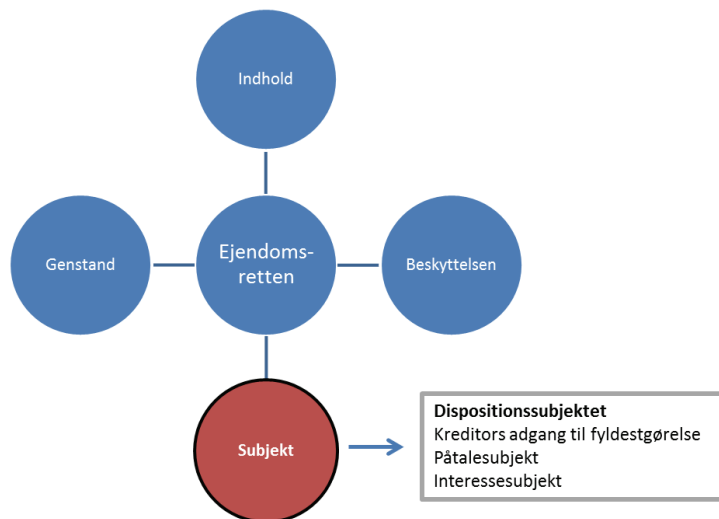 Indhold
Genstand
Ejendoms-
retten
Beskyttelsen
Subjekt
Dispositionssubjektet
Kreditors adgang til fyldestgørelse
Påtalesubjekt
Interessesubjekt